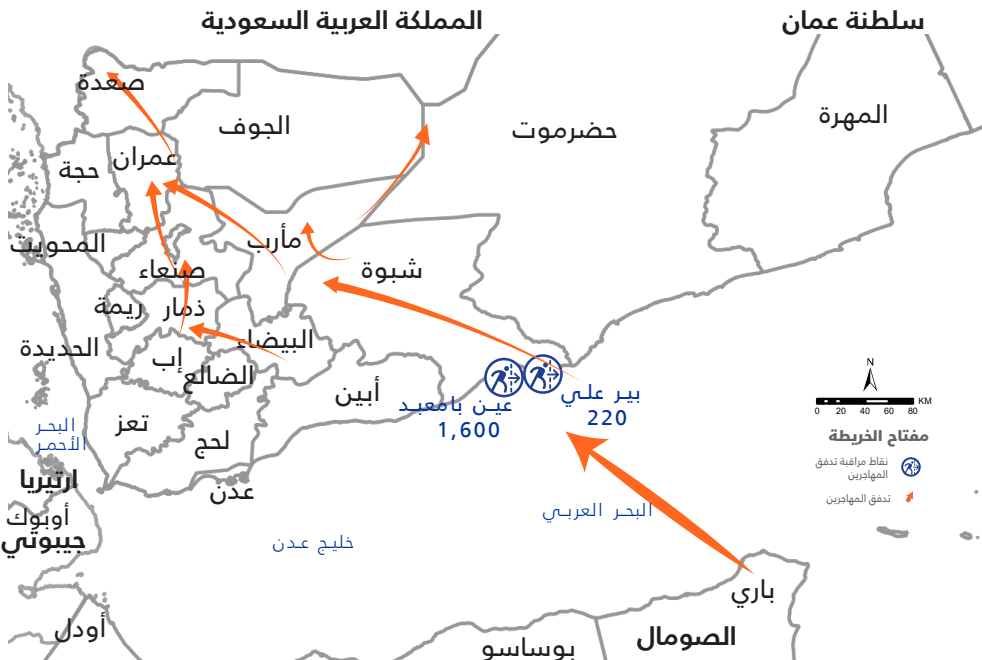 المملكة العربية السعودية
سلطنة عمان
صعدة
الجوف
حضرموت
المهرة
عمران
حجة
المحويت
مأرب
صنعاء
شبوة
ريمة
ذمار
البيضاء
الحديدة
إب
الضالع
أبين
تعز
لحج
عدن
عين بامعبد
1,600
بير علي
220
البحر
الأحمر
ارتيريا
أوبوك
جيبوتي
خليج عدن
البحر العربي
باري
الصومال
بوساسو
أودل
N
0 20 40 60 80 KM
مفتاح الخريطة
نقاط مراقبة تدفق
المهاجرين
تدفق المهاجرين